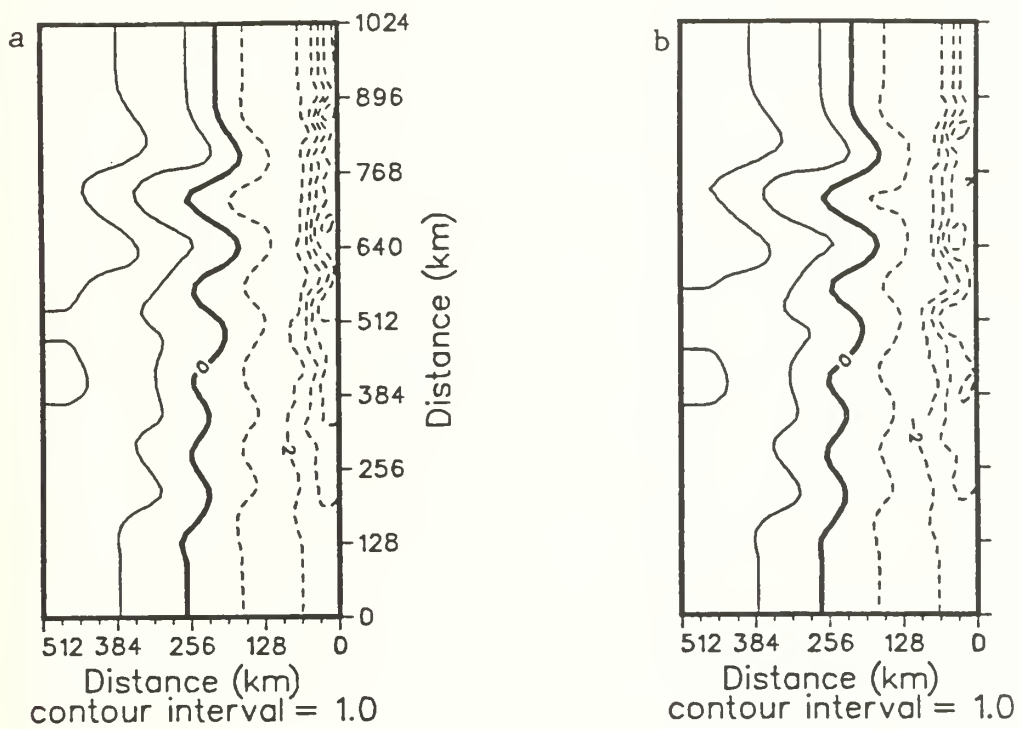 a
1024
896
768
640
512
384
256
128
0
Distance (km)
0
2
512 384 256 128 0
Distance (km)
contour interval = 1.0
b
0
2
512 384 256 128 0
Distance (km)
contour interval = 1.0